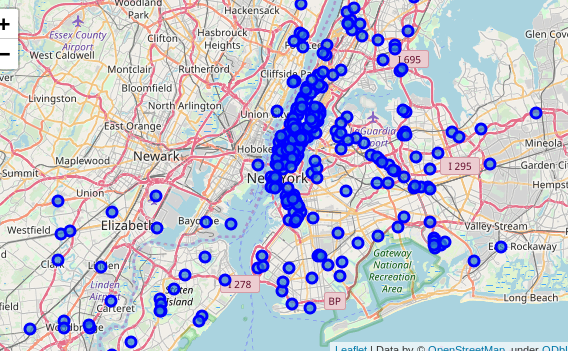 Woodland
Park
Hackensack
+
Essex County
Airport
Clifton
Hasbrouck
Heights
Glen Cove
−
West Caldwell
I 695
Montclair
Rutherford
Cliffside Park
Bloomfield
Livingston
North Arlington
Union
East Orange
LaGuardia
Airport
Mineola
Hoboken
Maplewood
Newark
Garden City
Summit
I 295
New York
Hempst
Union
Westfield
Elizabeth
Bayonne
Valley Stream
East Rockaway
Clark
Gateway
National
Recreation
Area
Linden
Airport
I 278
Staten
Island
Long Beach
BP
Carteret
Woodbridge
Leaflet | Data by © OpenStreetMap, under ODbl